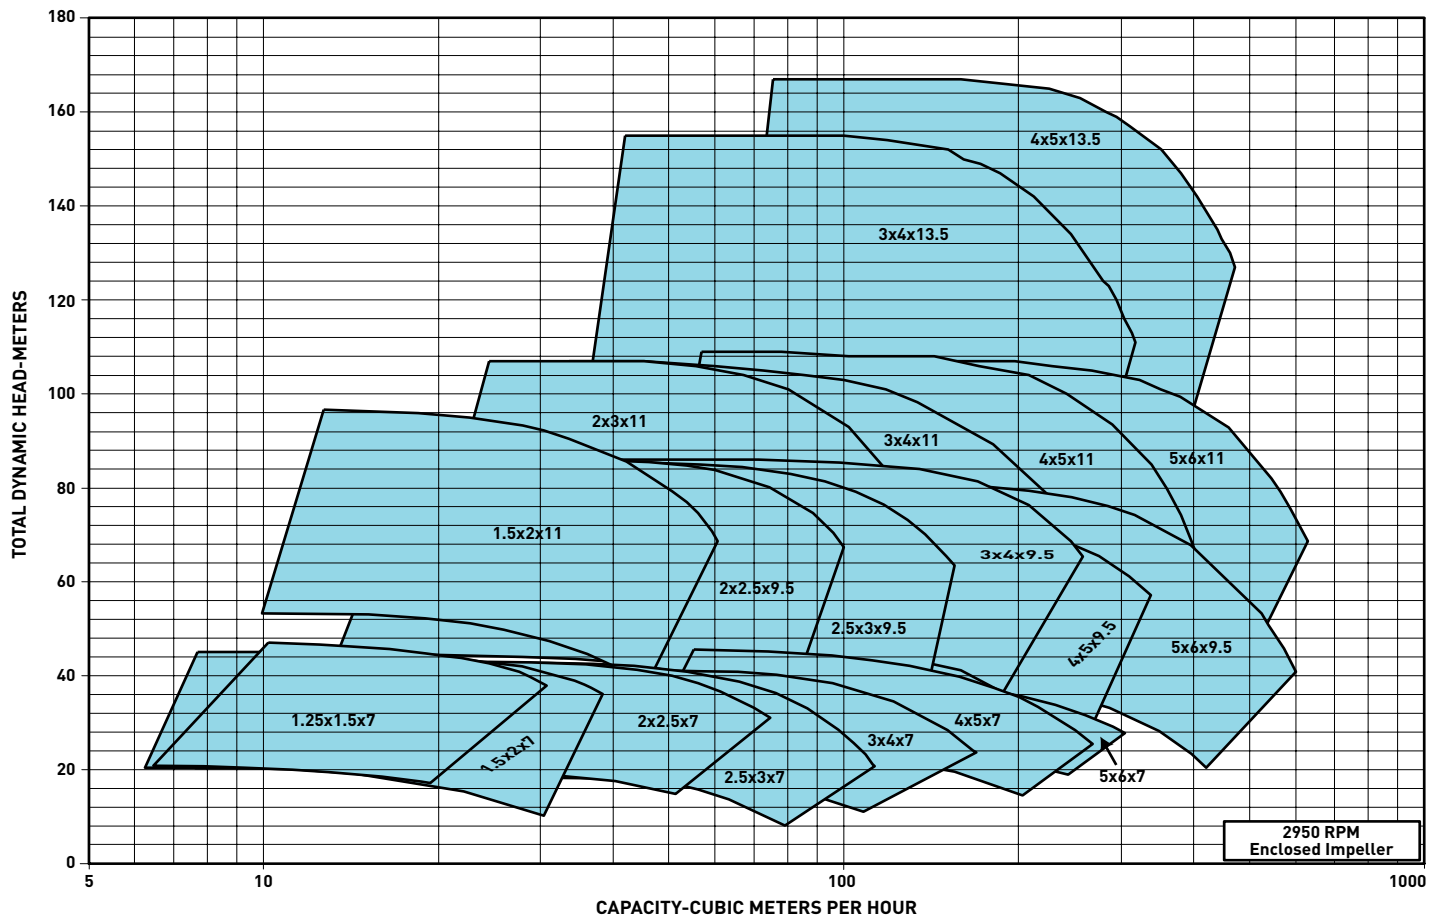 180
160
140
120
100
80
60
40
20
0
TOTAL DYNAMIC HEAD-METERS
4x5x13.5
3x4x13.5
2x3x11
3x4x11
4x5x11
5x6x11
1.5x2x11
3x4x9.5
2x2.5x9.5
2.5x3x9.5
4x5x9.5
5x6x9.5
1.25x1.5x7
1.5x2x7
2x2.5x7
2.5x3x7
3x4x7
4x5x7
5x6x7
2950 RPM
Enclosed Impeller
5
10
100
1000
CAPACITY-CUBIC METERS PER HOUR